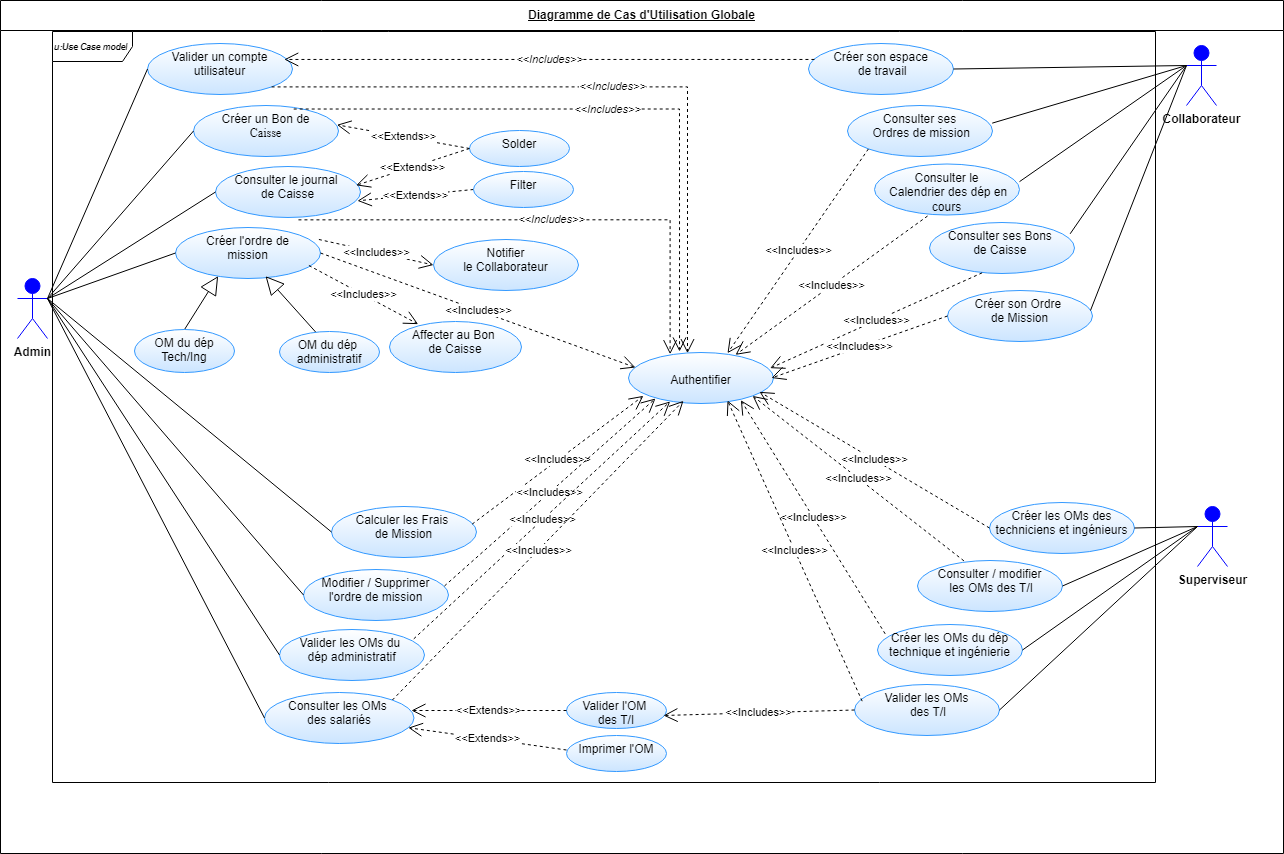 Diagramme de Cas d'Utilisation Globale
u:Use Case model
Valider un compte
utilisateur
<<Includes>>
Créer son espace
de travail
Collaborateur
<<Includes>>
Créer un Bon de
Caisse
<<Includes>>
<<Extends>>
Solder
Consulter ses
Ordres de mission
<<Extends>>
Consulter le journal
de Caisse
<<Extends>>
Filter
Consulter le
Calendrier des dép en
cours
<<Includes>>
Créer l'ordre de
mission
<<Includes>>
Notifier
le Collaborateur
<<Includes>>
Consulter ses Bons
de Caisse
<<Includes>>
<<Includes>>
<<Includes>>
Créer son Ordre
de Mission
<<Includes>>
<<Includes>>
Admin
OM du dép
Tech/Ing
OM du dép
administratif
Affecter au Bon
de Caisse
Authentifier
<<Includes>>
<<Includes>>
<<Includes>>
<<Includes>>
<<Includes>>
<<Includes>>
<<Includes>>
<<Includes>>
Calculer les Frais
de Mission
Créer les OMs des
techniciens et ingénieurs
Superviseur
Modifier / Supprimer
l'ordre de mission
Consulter / modifier
les OMs des T/I
Valider les OMs du
dép administratif
Créer les OMs du dép
technique et ingénierie
Consulter les OMs
des salariés
<<Extends>>
Valider l'OM
des T/I
<<Includes>>
Valider les OMs
des T/I
<<Extends>>
Imprimer l'OM